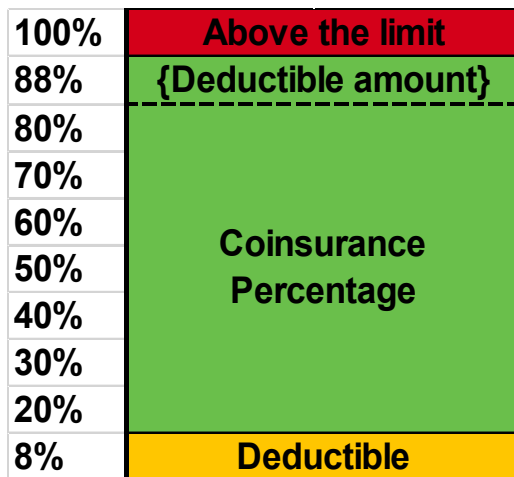 100% Above the limit
88% {Deductible amount}
80%
70%
60%
50%
40%
30%
20%
Coinsurance
Percentage
8% Deductible